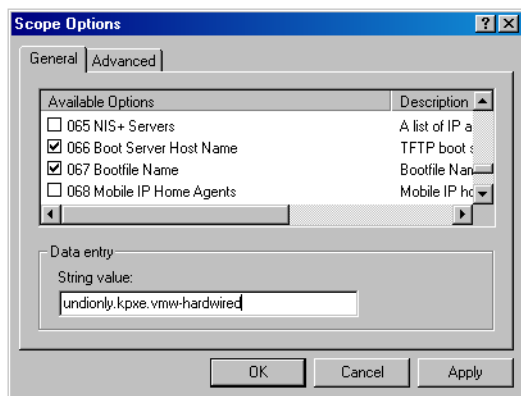 Scope Options
General Advanced
Available Options Description
065 NIS+ Servers A list of IP a
066 Boot Server Host Name TFTP boot s
067 Bootfile Name Bootfile Nan
068 Mobile IP Home Agents Mobile IP ho
Data entry
String value:
undionly.kpxe.vmw-hardwired
OK Cancel Apply